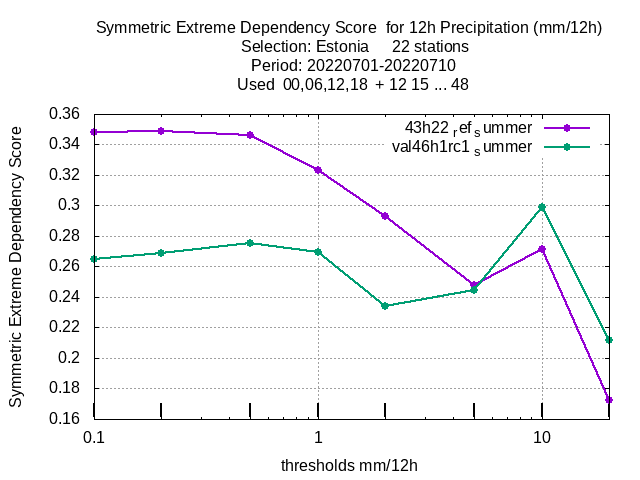 Symmetric Extreme Dependency Score for 12h Precipitation (mm/12h)
Selection: Estonia 22 stations
Period: 20220701-20220710
Used 00,06,12,18 + 12 15 ... 48
Symmetric Extreme Dependency Score
0.36
0.34
0.32
0.3
0.28
0.26
0.24
0.22
0.2
0.18
0.16
43h22 ref summer
val46h1rc1 summer
0.1 1 10
thresholds mm/12h